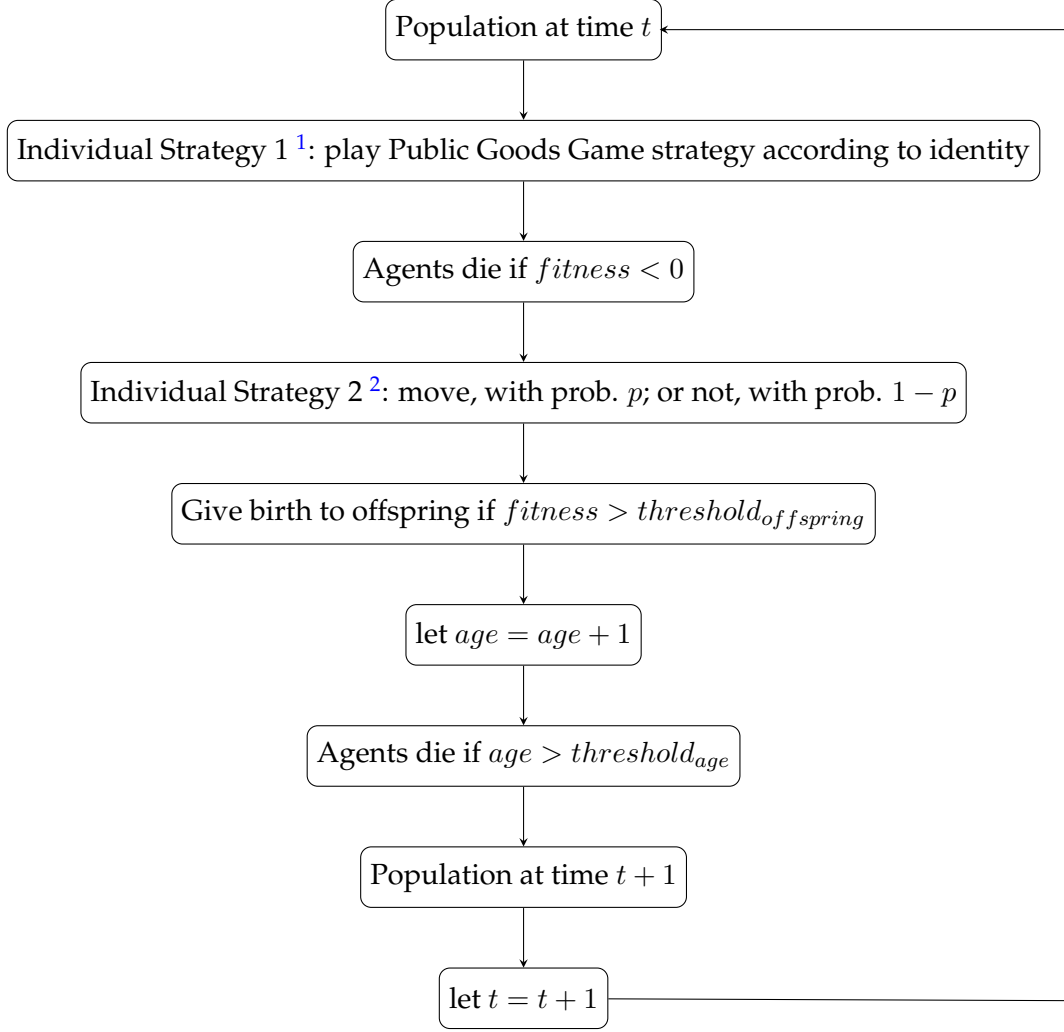 Population at time t
Individual Strategy 1 1: play Public Goods Game strategy according to identity
Agents die if fitness < 0
Individual Strategy 2 2: move, with prob. p; or not, with prob. 1 − p
Give birth to offspring if fitness > threshold_offspring
let age = age + 1
Agents die if age > threshold_age
Population at time t + 1
let t = t + 1